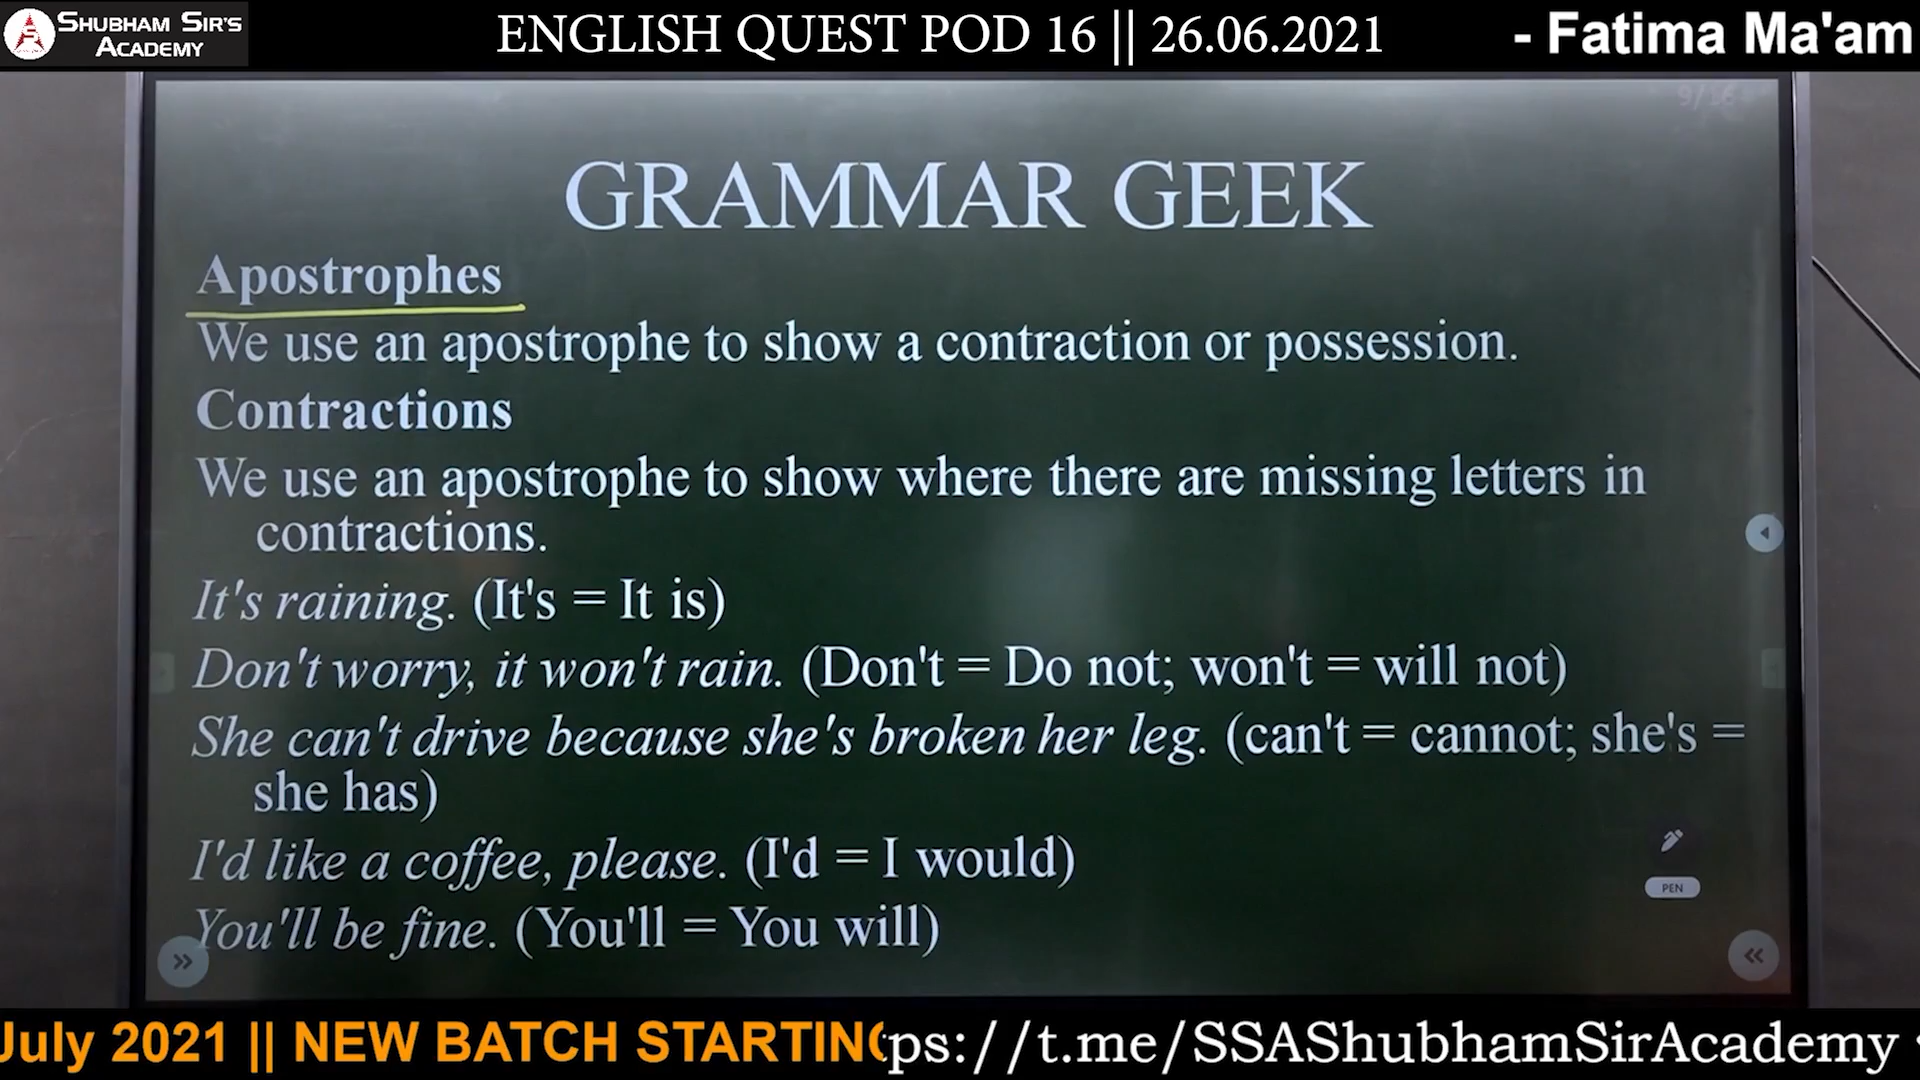 SHUBHAM SIR'S
ACADEMY
ENGLISH QUEST POD 16 || 26.06.2021
- Fatima Ma'am
9/16
GRAMMAR GEEK
Apostrophes
We use an apostrophe to show a contraction or possession.
Contractions
We use an apostrophe to show where there are missing letters in
contractions.
It's raining. (It's = It is)
Don't worry, it won't rain. (Don't = Do not; won't = will not)
She can't drive because she's broken her leg. (can't = cannot; she's =
she has)
I'd like a coffee, please. (I'd = I would)
PEN
You'll be fine. (You'll = You will)
July 2021 || NEW BATCH STARTING
ps://t.me/SSAShubhamSirAcademy